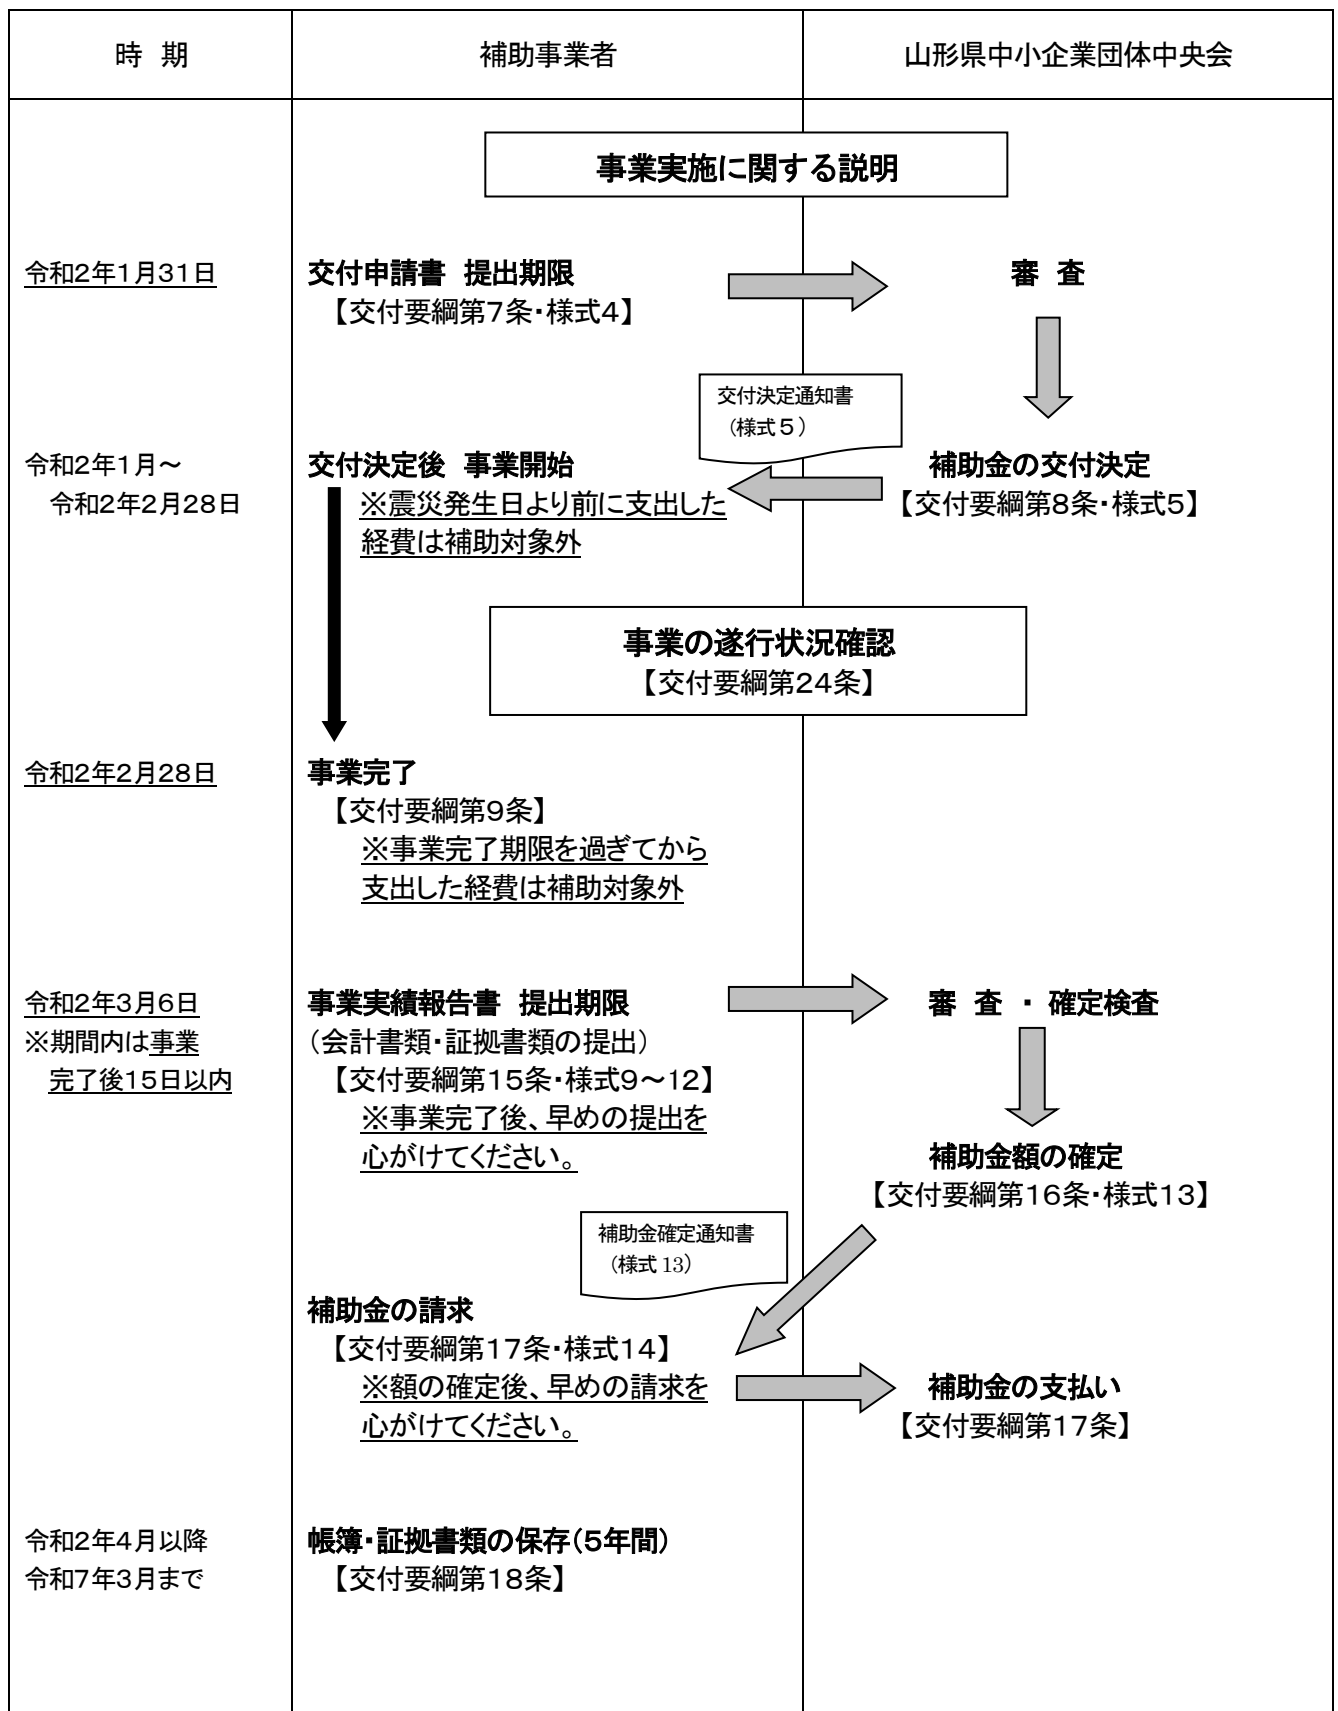 時 期
補助事業者
山形県中小企業団体中央会
事業実施に関する説明
令和2年1月31日
交付申請書 提出期限
【交付要綱第7条・様式4】
審 査
交付決定通知書
(様式5)
令和2年1月～
令和2年2月28日
交付決定後 事業開始
※震災発生日より前に支出した
経費は補助対象外
補助金の交付決定
【交付要綱第8条・様式5】
事業の遂行状況確認
【交付要綱第24条】
令和2年2月28日
事業完了
【交付要綱第9条】
※事業完了期限を過ぎてから
支出した経費は補助対象外
令和2年3月6日
※期間内は事業
完了後15日以内
事業実績報告書 提出期限
(会計書類・証拠書類の提出)
【交付要綱第15条・様式9～12】
※事業完了後、早めの提出を
心がけてください。
審 査 ・ 確定検査
補助金額の確定
【交付要綱第16条・様式13】
補助金確定通知書
(様式 13)
補助金の請求
【交付要綱第17条・様式14】
※額の確定後、早めの請求を
心がけてください。
補助金の支払い
【交付要綱第17条】
令和2年4月以降
令和7年3月まで
帳簿・証拠書類の保存(5年間)
【交付要綱第18条】